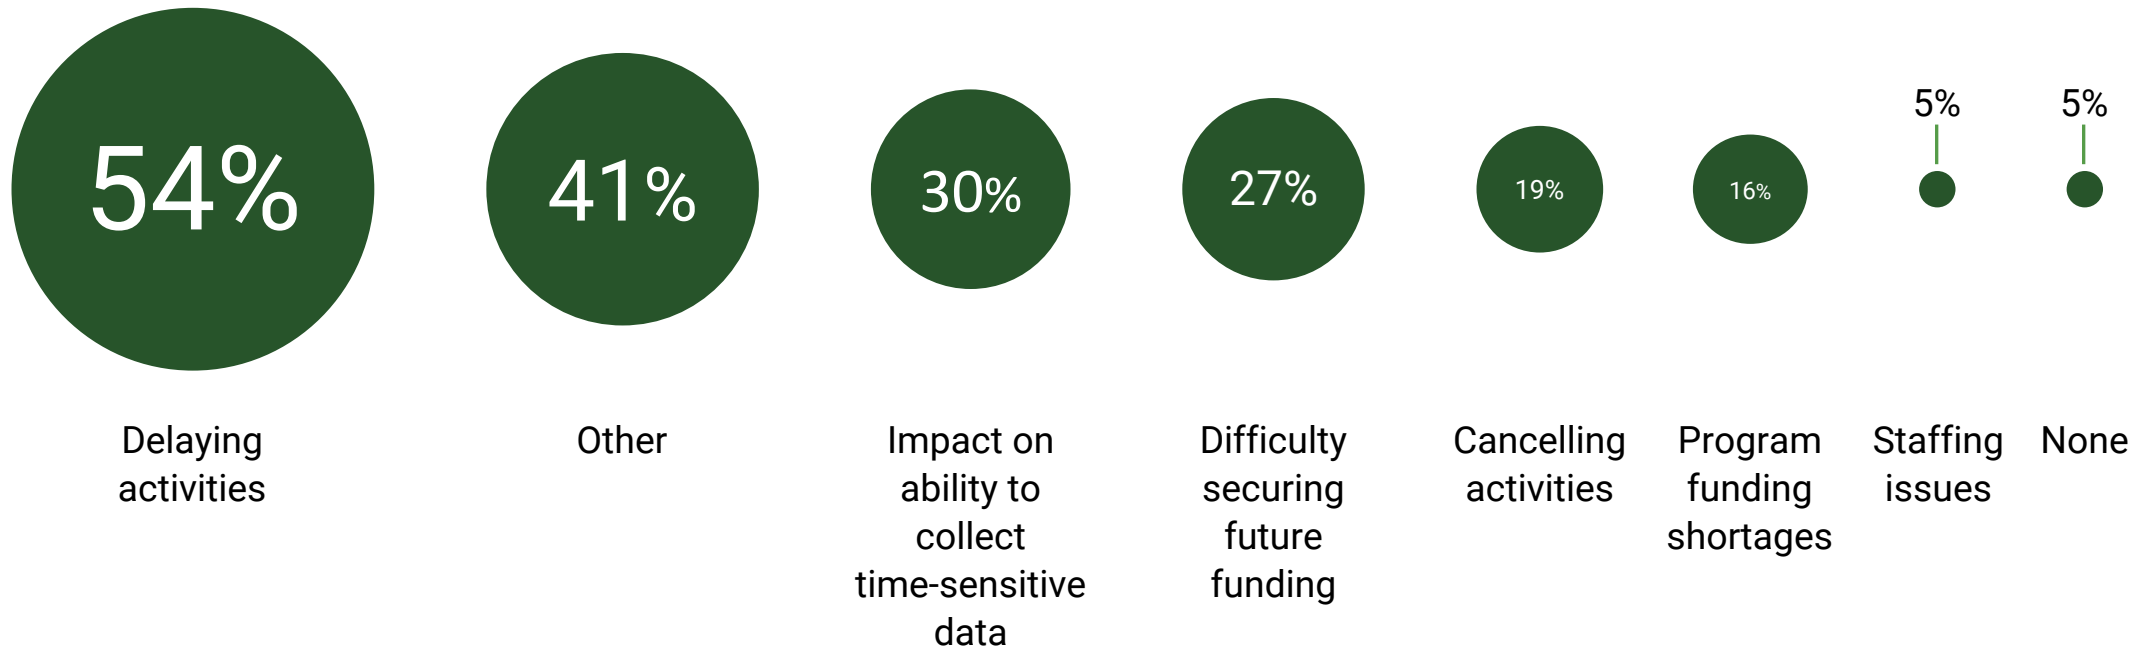 54%
41%
30%
27%
19%
16%
5%
5%
Delaying
activities
Other
Impact on
ability to
collect
time-sensitive
data
Difficulty
securing
future
funding
Cancelling
activities
Program
funding
shortages
Staffing
issues
None